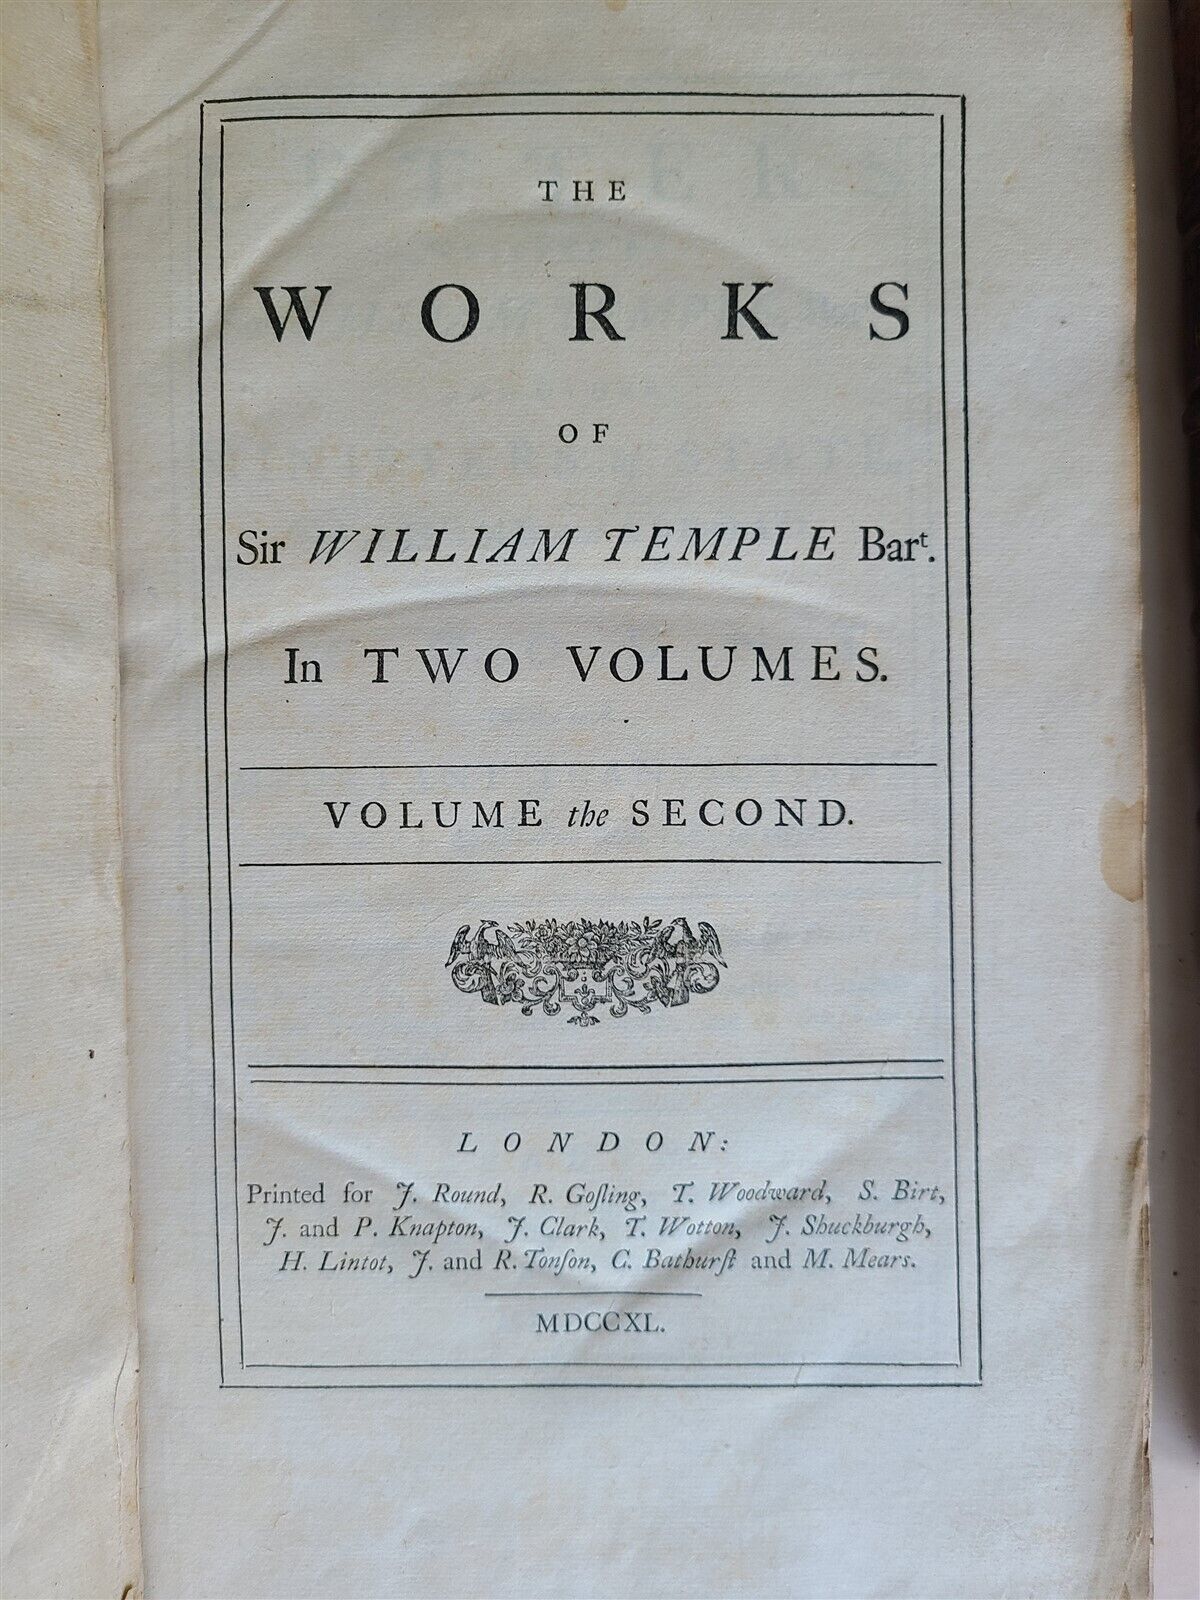 THE
WORKS
OF
Sir WILLIAM TEMPLE Barᵗ.
In TWO VOLUMES.
VOLUME the SECOND.
LONDON:
Printed for J. Round, R. Goſling, T. Woodward, S. Birt,
J. and P. Knapton, J. Clark, T. Wotton, J. Shuckburgh,
H. Lintot, J. and R. Tonſon, C. Bathurſt and M. Mears.
MDCCXL.